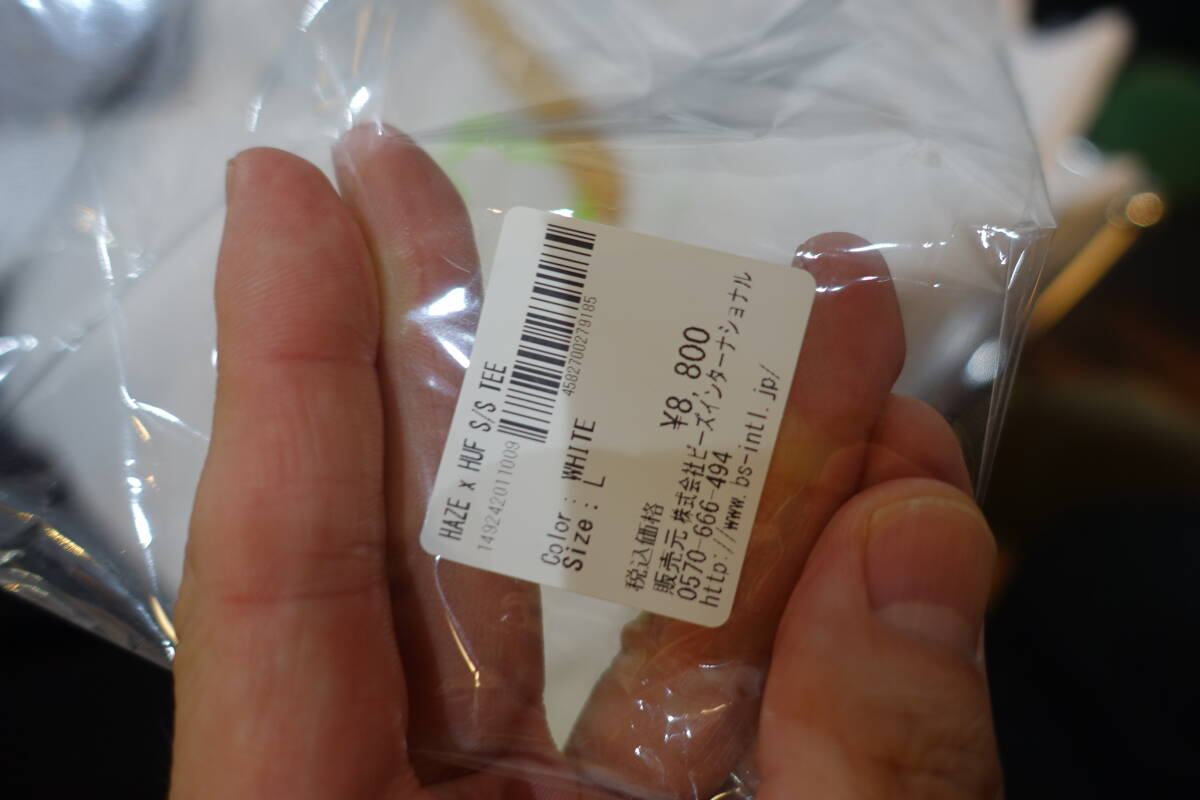 HAZE x HUF S/S TEE
149242011009
4582700279185
Color : WHITE
Size : L
税込価格 ¥8,800
販売元 株式会社ビーズインターナショナル
0570-666-494
http://www.bs-intl.jp/